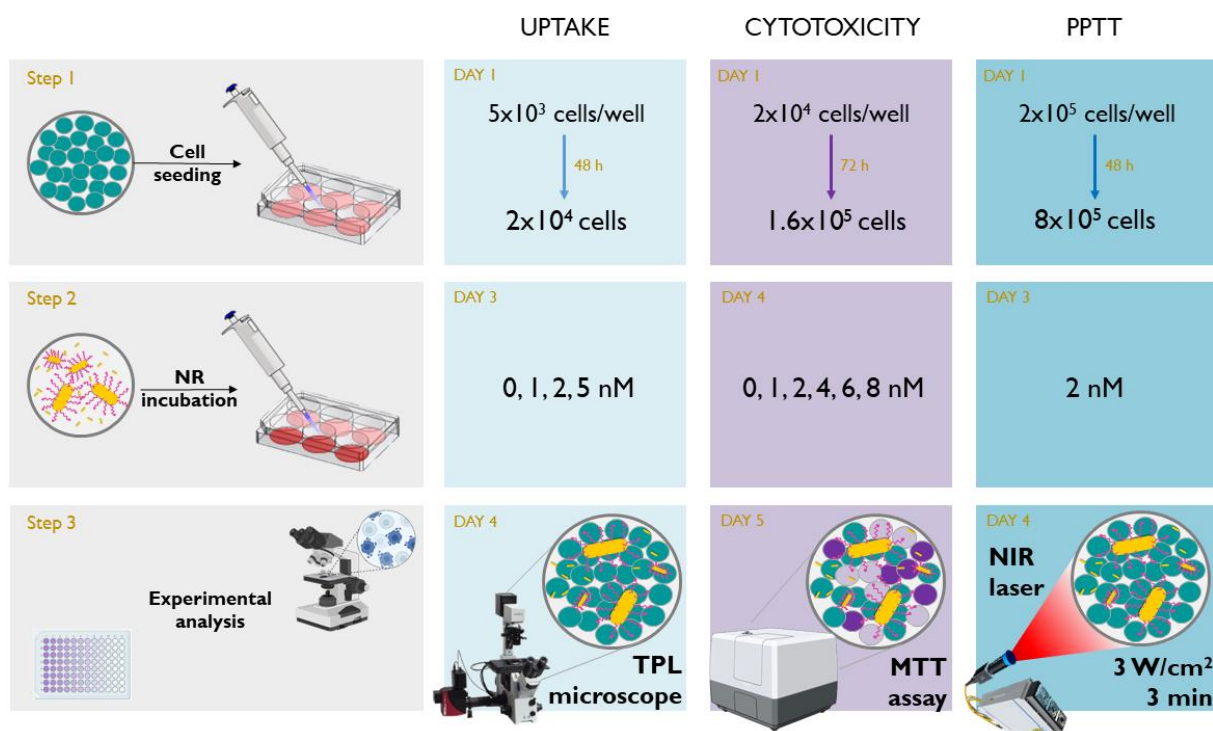 UPTAKE
CYTOTOXICITY
PPTT
Step 1
Cell
seeding
DAY 1
5x10³ cells/well
48 h
2x10⁴ cells
DAY 1
2x10⁴ cells/well
72 h
1.6x10⁵ cells
DAY 1
2x10⁵ cells/well
48 h
8x10⁵ cells
Step 2
NR
incubation
DAY 3
0, 1, 2, 5 nM
DAY 4
0, 1, 2, 4, 6, 8 nM
DAY 3
2 nM
Step 3
Experimental
analysis
DAY 4
TPL
microscope
DAY 5
MTT
assay
DAY 4
NIR
laser
3 W/cm²
3 min